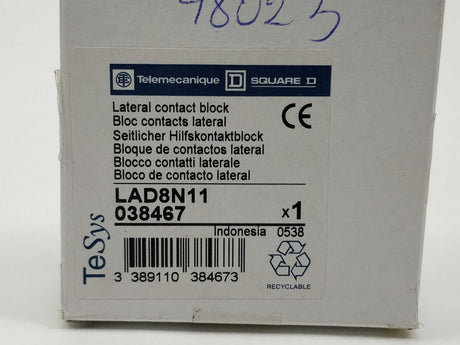 98025
Telemecanique D SQUARE D
Lateral contact block
Bloc contacts lateral
Seitlicher Hilfskontaktblock
Bloque de contactos lateral
Blocco contatti laterale
Bloco de contacto lateral
CE
LAD8N11
038467 x1
Indonesia 0538
TeSys
3 389110 384673
RECYCLABLE